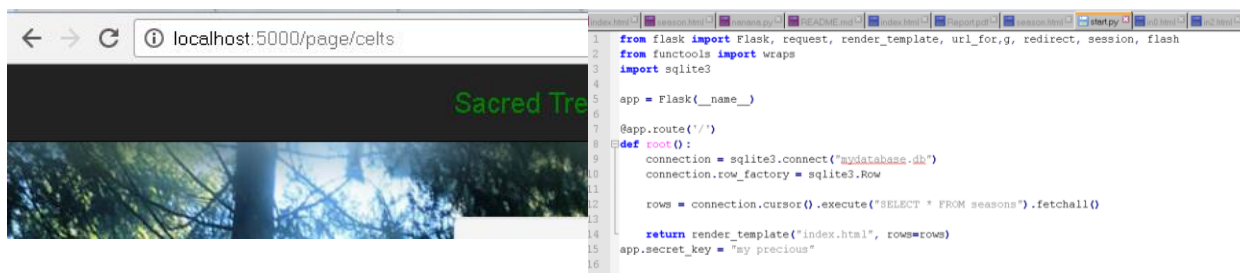 localhost:5000/page/celts
Sacred Tre
index.html season.html nanana.py README.md index.html Report.pdf season.html start.py in0.html in2.html
1 from flask import Flask, request, render_template, url_for,g, redirect, session, flash
2 from functools import wraps
3 import sqlite3
4
5 app = Flask(__name__)
6
7 @app.route('/')
8 def root():
9 connection = sqlite3.connect("mydatabase.db")
10 connection.row_factory = sqlite3.Row
11
12 rows = connection.cursor().execute("SELECT * FROM seasons").fetchall()
13
14 return render_template("index.html", rows=rows)
15 app.secret_key = "my precious"
16